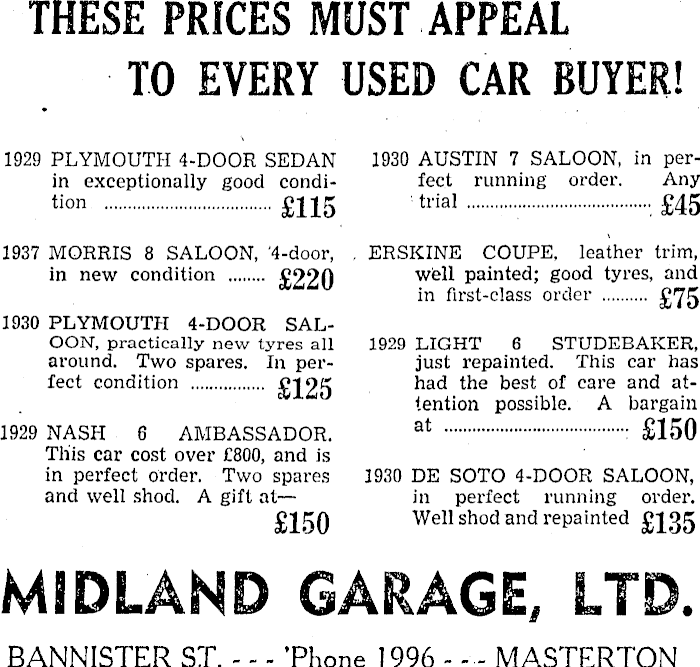 THESE PRICES MUST APPEAL
TO EVERY USED CAR BUYER!
1929 PLYMOUTH 4-DOOR SEDAN
in exceptionally good condi-
tion .................................. £115
1937 MORRIS 8 SALOON, 4-door,
in new condition ........ £220
1930 PLYMOUTH 4-DOOR SAL-
OON, practically new tyres all
around. Two spares. In per-
fect condition ............... £125
1929 NASH 6 AMBASSADOR.
This car cost over £800, and is
in perfect order. Two spares
and well shod. A gift at—
£150
1930 AUSTIN 7 SALOON, in per-
fect running order. Any
trial ..................................... £45
ERSKINE COUPE, leather trim,
well painted; good tyres, and
in first-class order .......... £75
1929 LIGHT 6 STUDEBAKER,
just repainted. This car has
had the best of care and at-
tention possible. A bargain
at ..................................... £150
1930 DE SOTO 4-DOOR SALOON,
in perfect running order.
Well shod and repainted £135
MIDLAND GARAGE, LTD.
BANNISTER ST. - - - 'Phone 1996 - - - MASTERTON